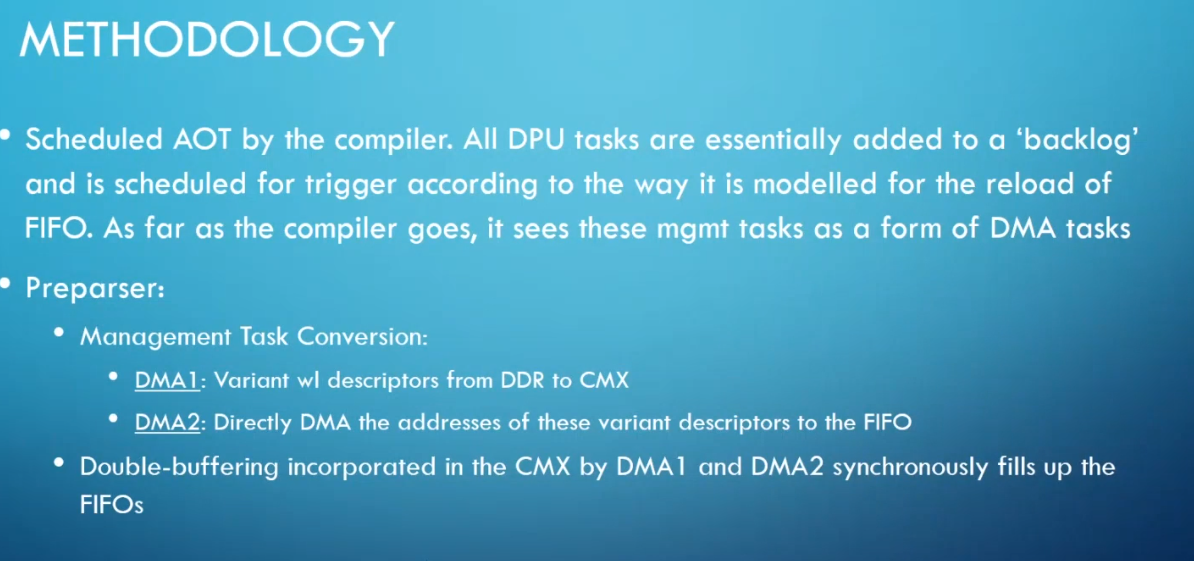 METHODOLOGY
• Scheduled AOT by the compiler. All DPU tasks are essentially added to a ‘backlog’
and is scheduled for trigger according to the way it is modelled for the reload of
FIFO. As far as the compiler goes, it sees these mgmt tasks as a form of DMA tasks
• Preparser:
• Management Task Conversion:
• DMA1: Variant wl descriptors from DDR to CMX
• DMA2: Directly DMA the addresses of these variant descriptors to the FIFO
• Double-buffering incorporated in the CMX by DMA1 and DMA2 synchronously fills up the
FIFOs